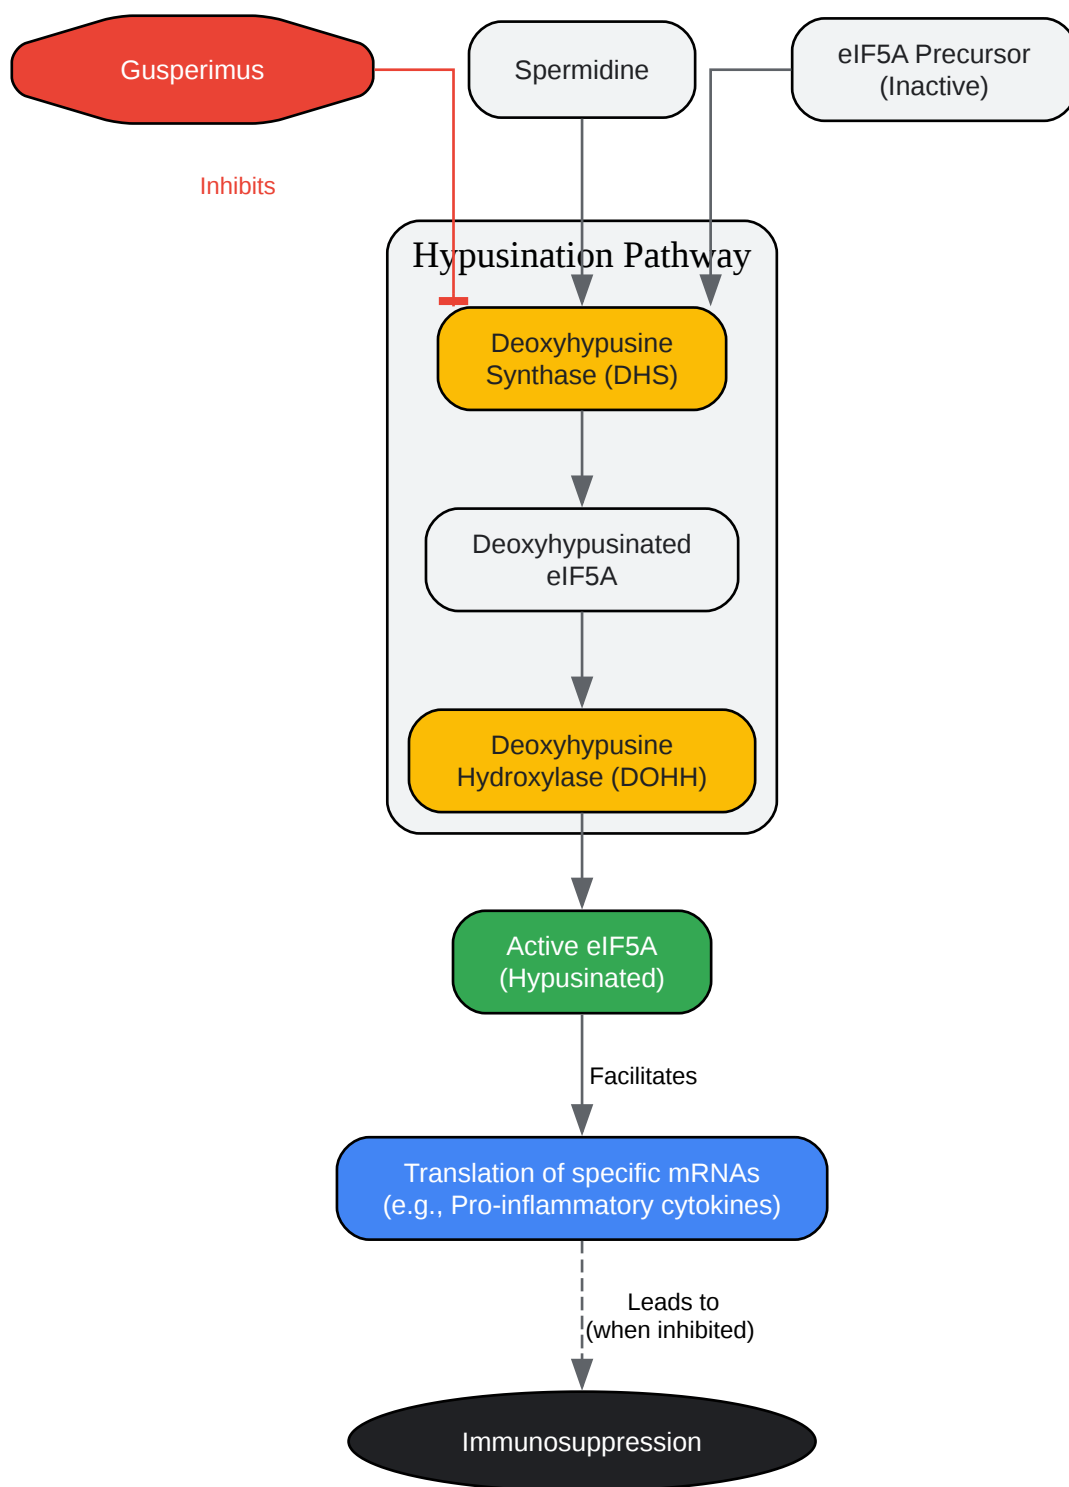 Gusperimus
Spermidine
eIF5A Precursor
(Inactive)
Inhibits
Hypusination Pathway
Deoxyhypusine
Synthase (DHS)
Deoxyhypusinated
eIF5A
Deoxyhypusine
Hydroxylase (DOHH)
Active eIF5A
(Hypusinated)
Facilitates
Translation of specific mRNAs
(e.g., Pro-inflammatory cytokines)
Leads to
(when inhibited)
Immunosuppression